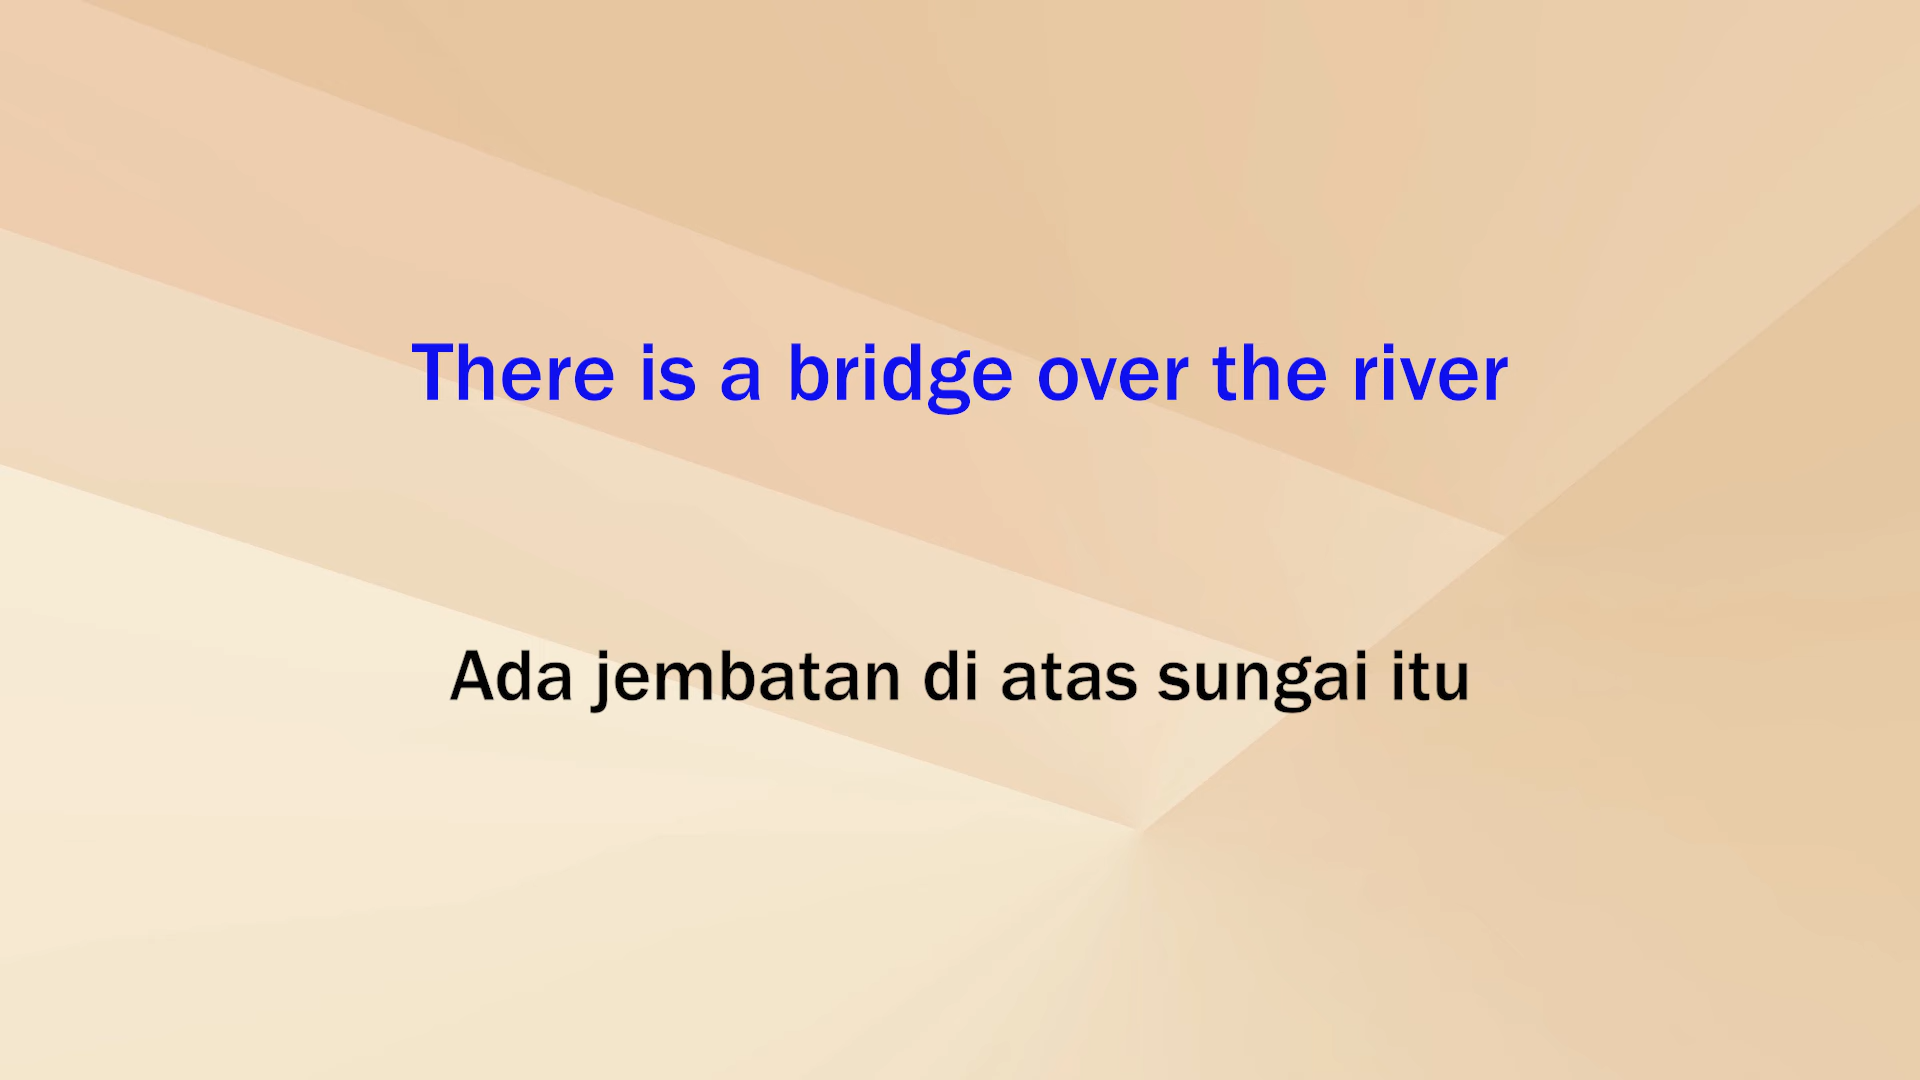 There is a bridge over the river
Ada jembatan di atas sungai itu